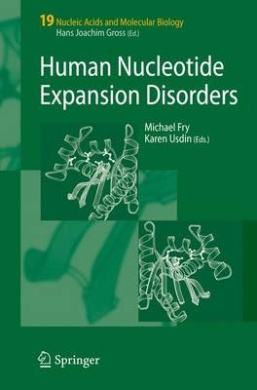 19 Nucleic Acids and Molecular Biology
Hans Joachim Gross (Ed.)
Human Nucleotide
Expansion Disorders
Michael Fry
Karen Usdin (Eds.)
Springer